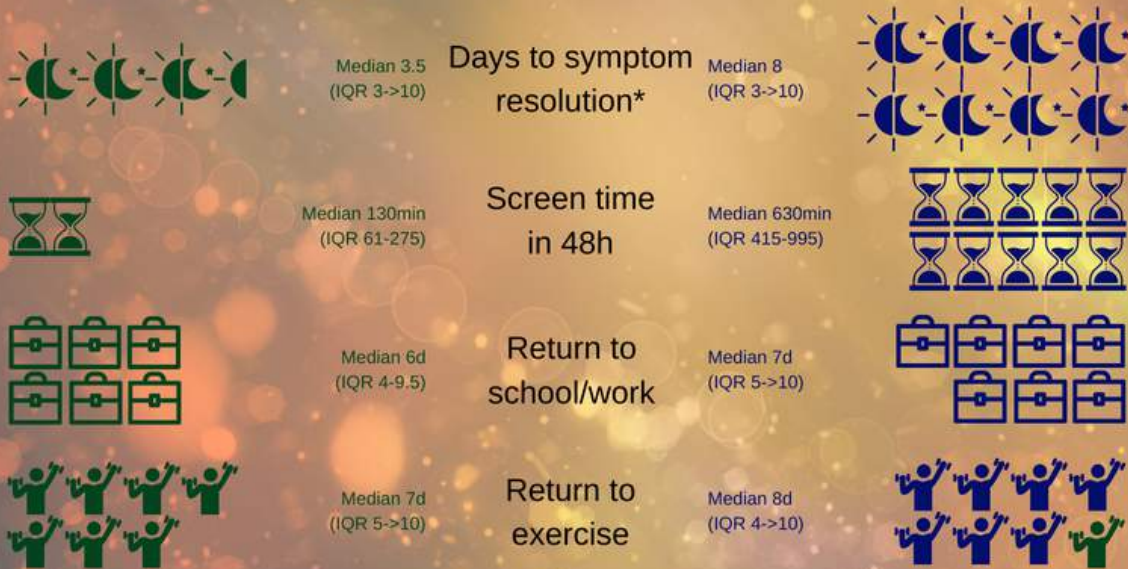 Median 3.5
(IQR 3->10)
Days to symptom
resolution*
Median 8
(IQR 3->10)
Median 130min
(IQR 61-275)
Screen time
in 48h
Median 630min
(IQR 415-995)
Median 6d
(IQR 4-9.5)
Return to
school/work
Median 7d
(IQR 5->10)
Median 7d
(IQR 5->10)
Return to
exercise
Median 8d
(IQR 4->10)